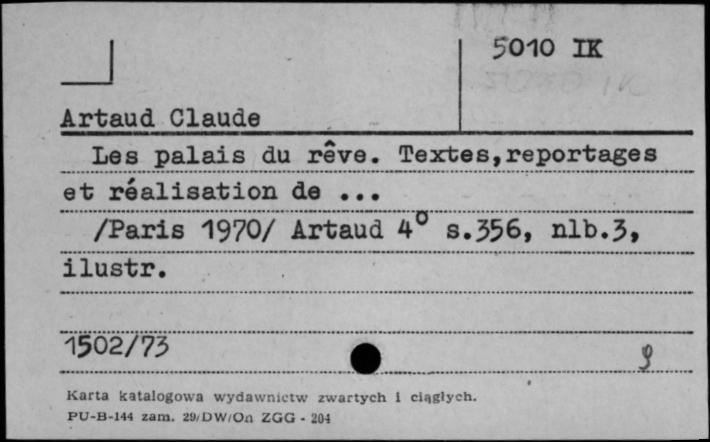 5010 IK
Artaud Claude
Les palais du rêve. Textes,reportages
et réalisation de ...
/Paris 1970/ Artaud 4° s.356, nlb.3,
ilustr.
1502/73
Karta katalogowa wydawnictw zwartych i ciągłych.
PU-B-144 zam. 29/DW/On ZGG - 204